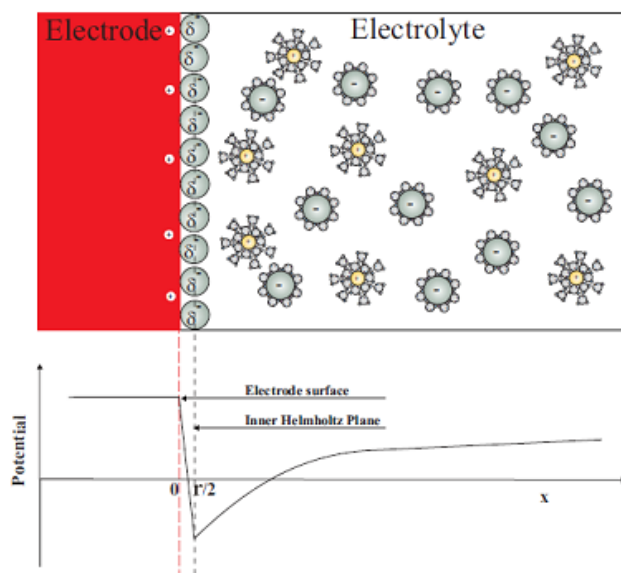 Electrode
Electrolyte
δ⁻
δ⁻
δ⁻
δ⁻
δ⁻
δ⁻
δ⁻
δ⁻
δ⁻
δ⁻
+
+
+
+
+
+
+
+
+
+
+
+
+
-
-
-
-
-
-
-
-
-
-
-
Electrode surface
Inner Helmholtz Plane
Potential
0
r/2
x